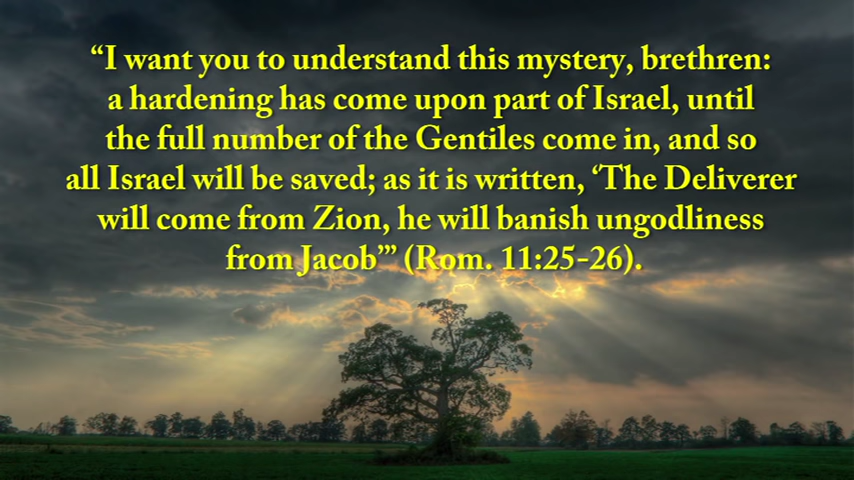 “I want you to understand this mystery, brethren:
a hardening has come upon part of Israel, until
the full number of the Gentiles come in, and so
all Israel will be saved; as it is written, ‘The Deliverer
will come from Zion, he will banish ungodliness
from Jacob’” (Rom. 11:25-26).